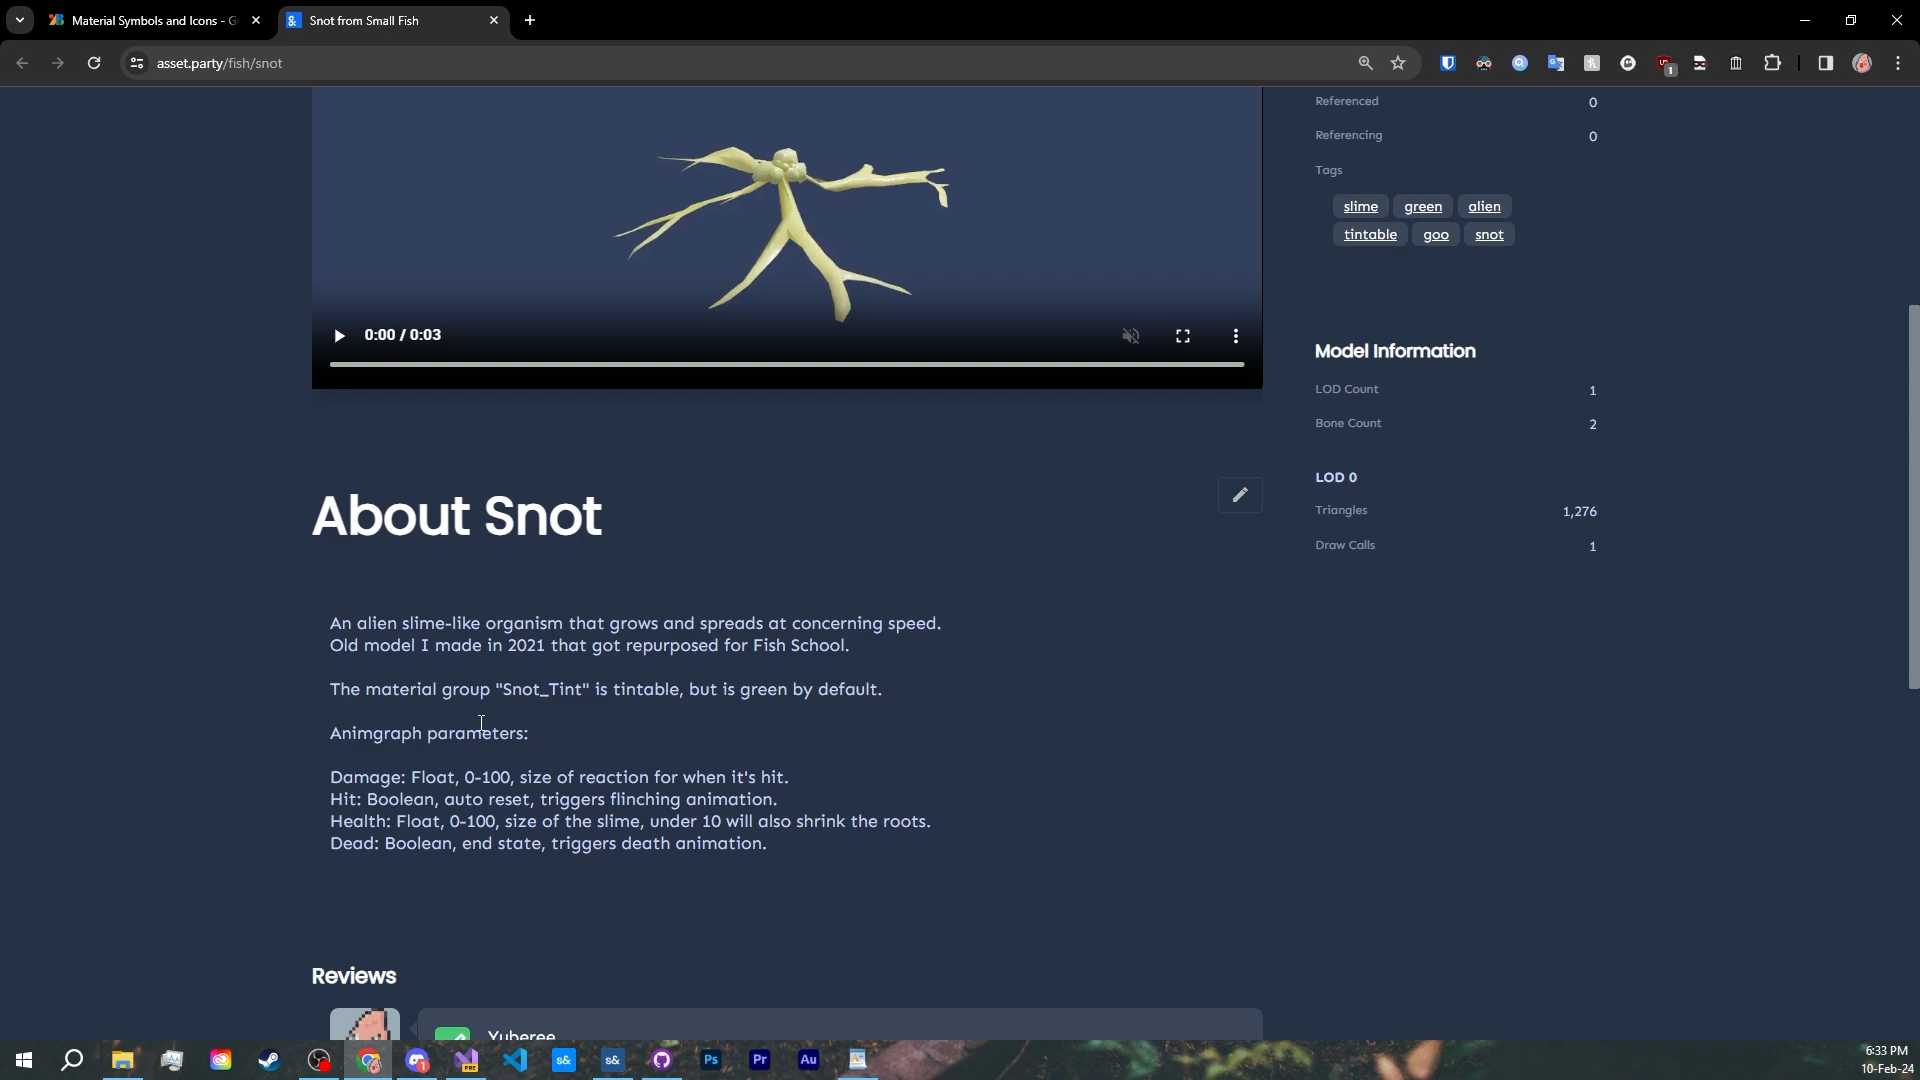 Material Symbols and Icons - G
Snot from Small Fish
asset.party/fish/snot
1
Referenced 0
Referencing 0
Tags
slime green alien
tintable goo snot
0:00 / 0:03
Model Information
LOD Count 1
Bone Count 2
LOD 0
Triangles 1,276
Draw Calls 1
About Snot
An alien slime-like organism that grows and spreads at concerning speed.
Old model I made in 2021 that got repurposed for Fish School.
The material group "Snot_Tint" is tintable, but is green by default.
Animgraph parameters:
Damage: Float, 0-100, size of reaction for when it's hit.
Hit: Boolean, auto reset, triggers flinching animation.
Health: Float, 0-100, size of the slime, under 10 will also shrink the roots.
Dead: Boolean, end state, triggers death animation.
Reviews
Yuberee
1 PRE s& s& Ps Pr Au
6:33 PM
10-Feb-24